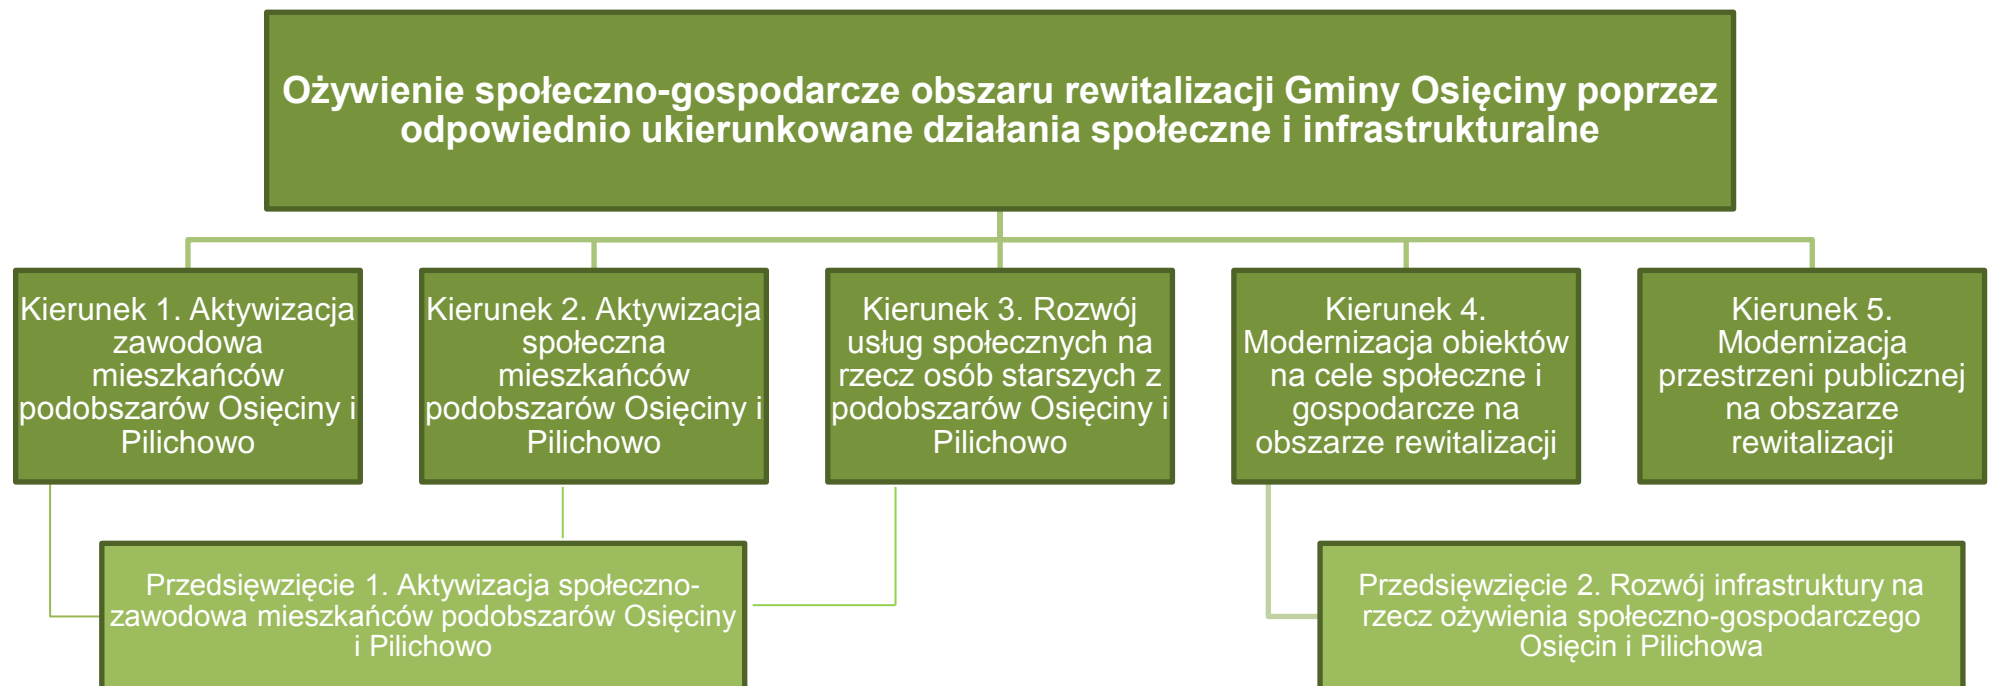 Ożywienie społeczno-gospodarcze obszaru rewitalizacji Gminy Osięciny poprzez
odpowiednio ukierunkowane działania społeczne i infrastrukturalne
Kierunek 1. Aktywizacja
zawodowa
mieszkańców
podobszarów Osięciny i
Pilichowo
Kierunek 2. Aktywizacja
społeczna
mieszkańców
podobszarów Osięciny i
Pilichowo
Kierunek 3. Rozwój
usług społecznych na
rzecz osób starszych z
podobszarów Osięciny i
Pilichowo
Kierunek 4.
Modernizacja obiektów
na cele społeczne i
gospodarcze na
obszarze rewitalizacji
Kierunek 5.
Modernizacja
przestrzeni publicznej
na obszarze
rewitalizacji
Przedsięwzięcie 1. Aktywizacja społeczno-
zawodowa mieszkańców podobszarów Osięciny
i Pilichowo
Przedsięwzięcie 2. Rozwój infrastruktury na
rzecz ożywienia społeczno-gospodarczego
Osięcin i Pilichowa